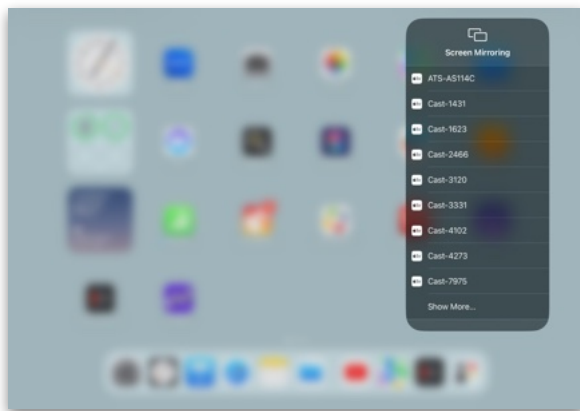 Screen Mirroring
ATS-AS114C
Cast-1431
Cast-1623
Cast-2466
Cast-3120
Cast-3331
Cast-4102
Cast-4273
Cast-7975
Show More...